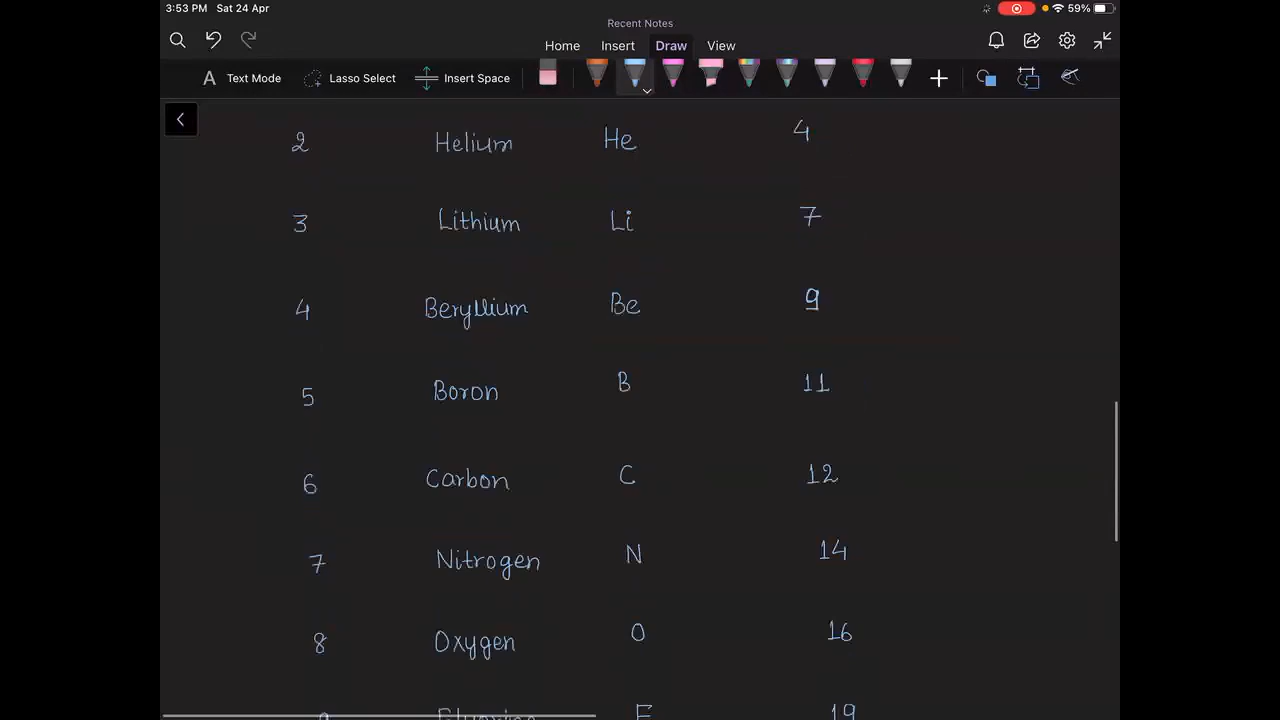 3:53 PM Sat 24 Apr 59%
Recent Notes
Home Insert Draw View
A Text Mode Lasso Select Insert Space
2 Helium He 4
3 Lithium Li 7
4 Beryllium Be 9
5 Boron B 11
6 Carbon C 12
7 Nitrogen N 14
8 Oxygen O 16
9 F 19